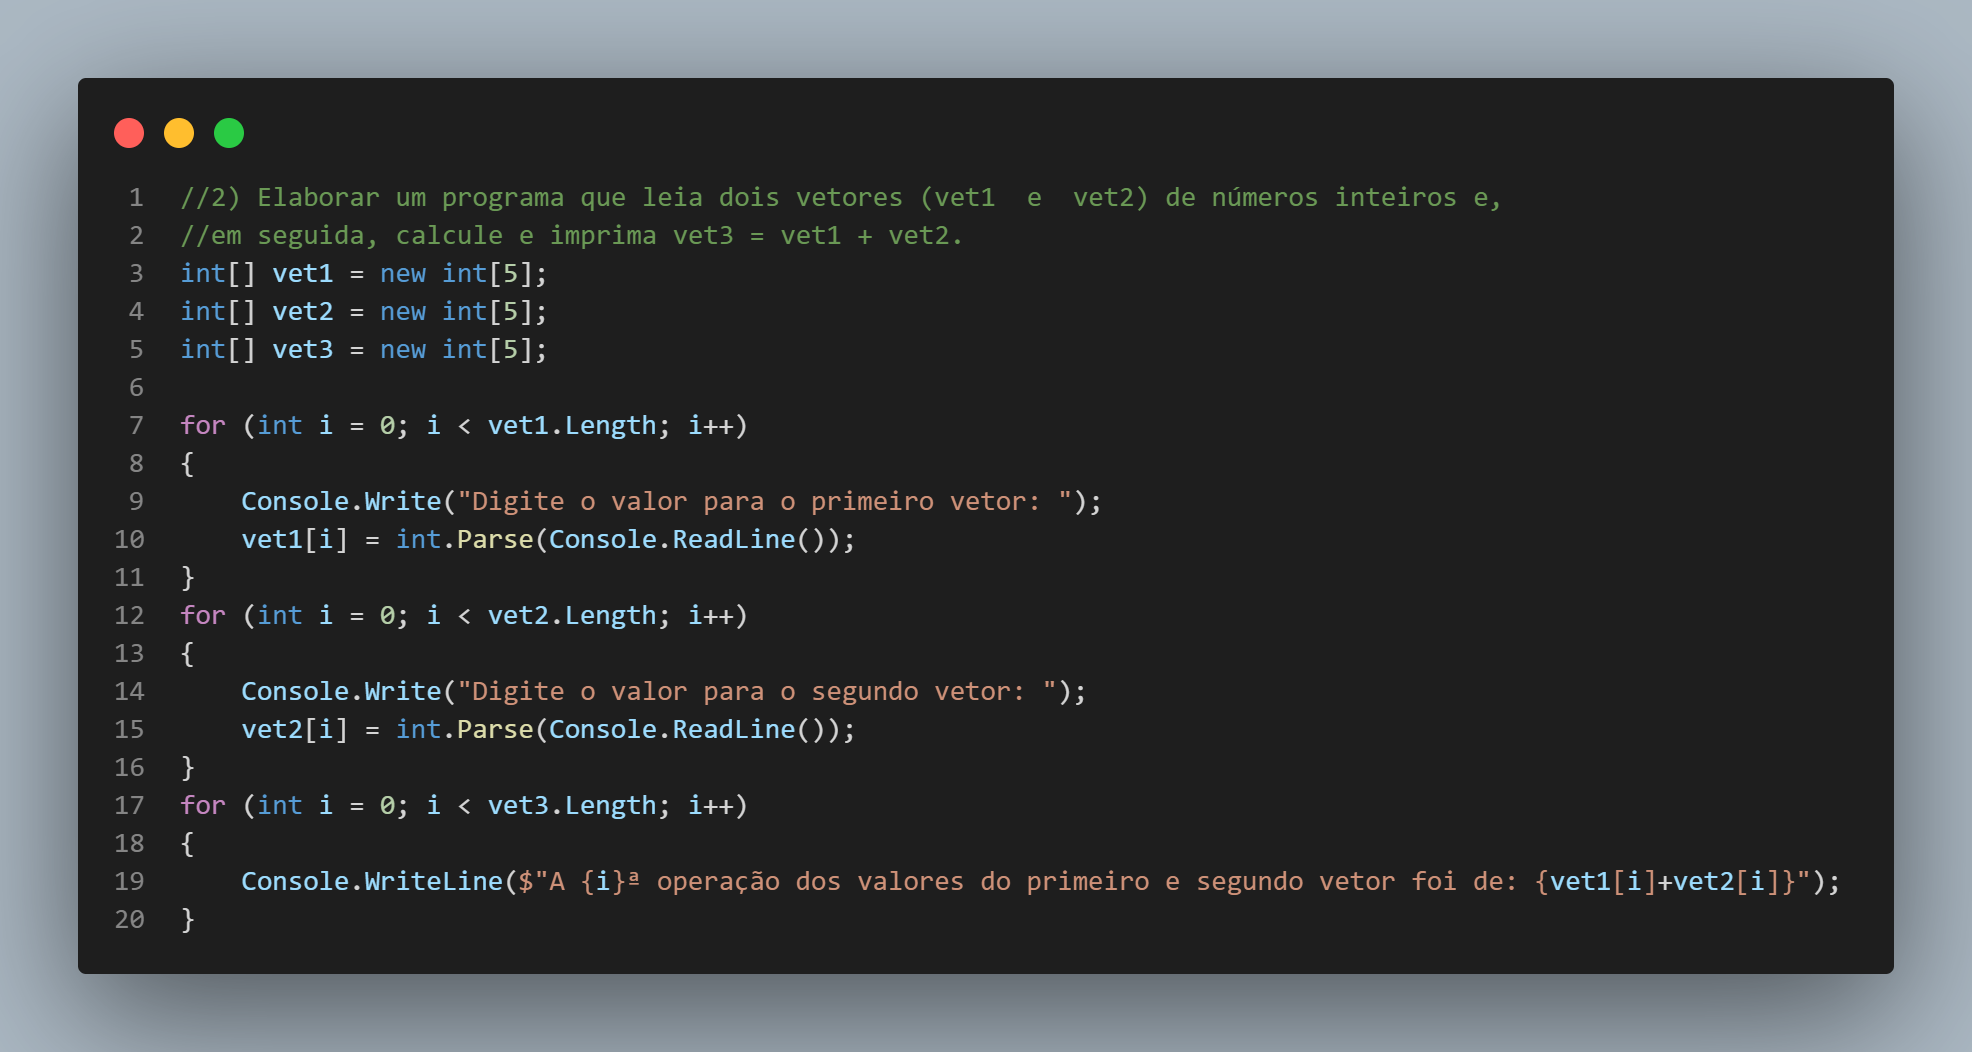 1 //2) Elaborar um programa que leia dois vetores (vet1  e  vet2) de números inteiros e,
2 //em seguida, calcule e imprima vet3 = vet1 + vet2.
3 int[] vet1 = new int[5];
4 int[] vet2 = new int[5];
5 int[] vet3 = new int[5];
6
7 for (int i = 0; i < vet1.Length; i++)
8 {
9     Console.Write("Digite o valor para o primeiro vetor: ");
10     vet1[i] = int.Parse(Console.ReadLine());
11 }
12 for (int i = 0; i < vet2.Length; i++)
13 {
14     Console.Write("Digite o valor para o segundo vetor: ");
15     vet2[i] = int.Parse(Console.ReadLine());
16 }
17 for (int i = 0; i < vet3.Length; i++)
18 {
19     Console.WriteLine($"A {i}ª operação dos valores do primeiro e segundo vetor foi de: {vet1[i]+vet2[i]}");
20 }